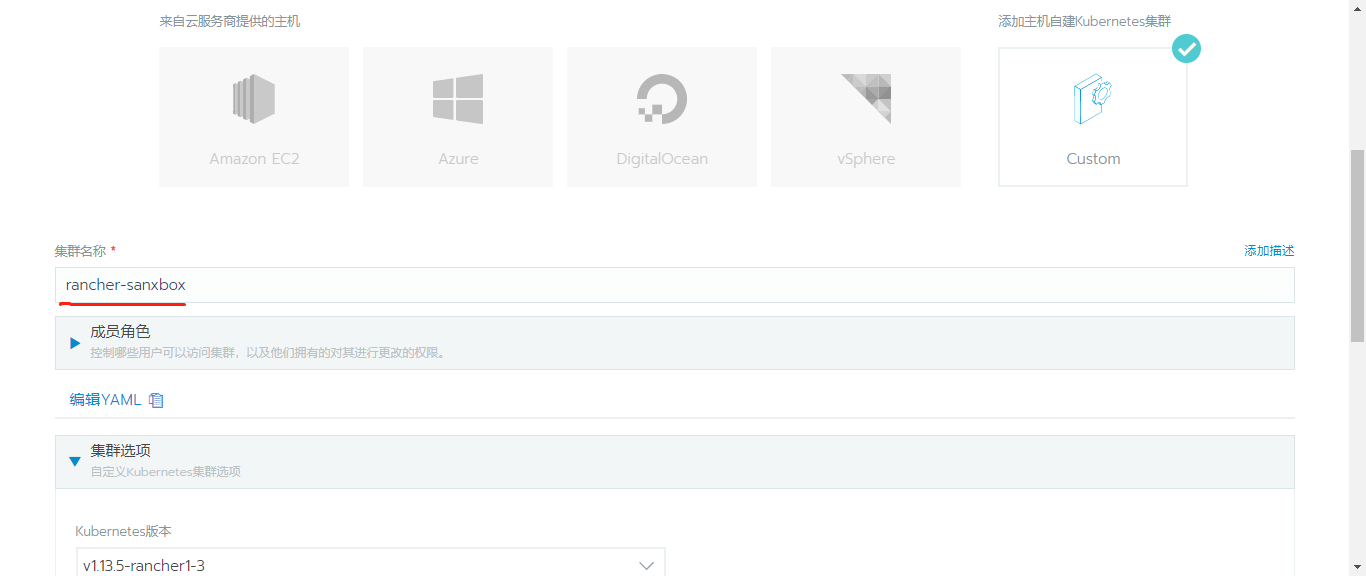 来自云服务商提供的主机
添加主机自建Kubernetes集群
Amazon EC2
Azure
DigitalOcean
vSphere
Custom
集群名称 *
添加描述
rancher-sanxbox
成员角色
控制哪些用户可以访问集群，以及他们拥有的对其进行更改的权限。
编辑YAML
集群选项
自定义Kubernetes集群选项
Kubernetes版本
v1.13.5-rancher1-3